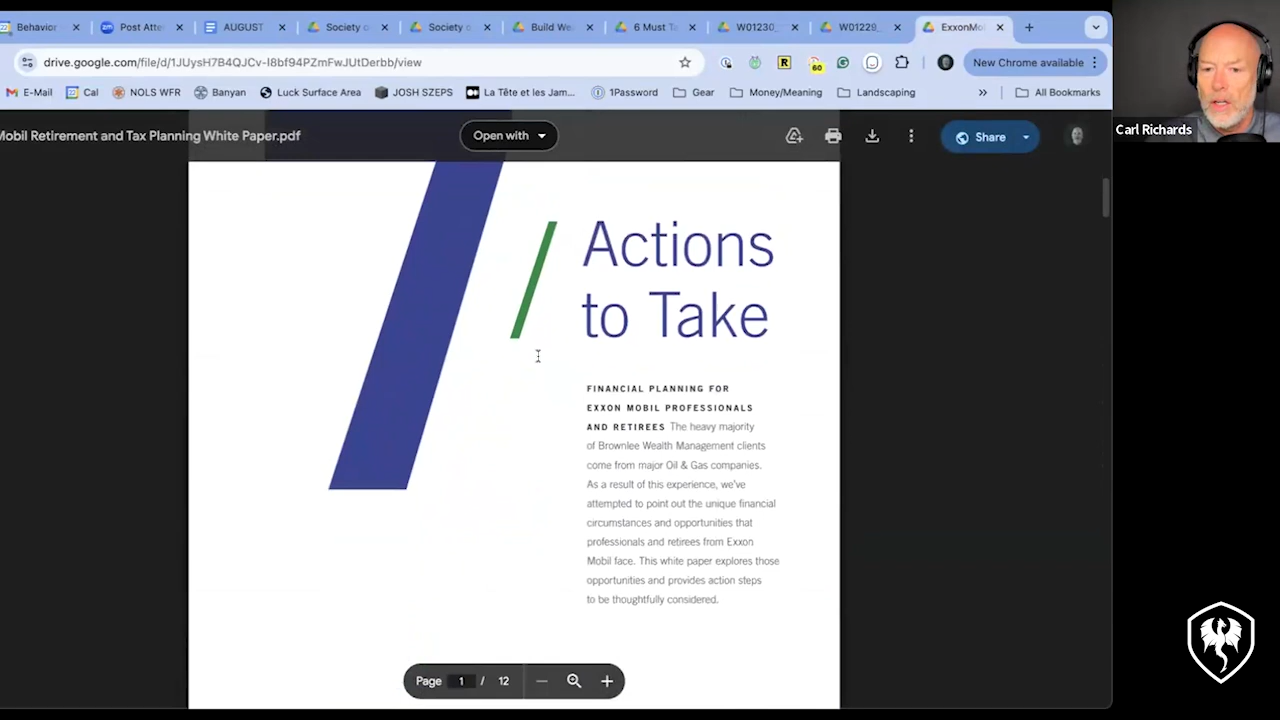 Behavior
Post Atte
AUGUST
Society o
Society o
Build We
6 Must T
W01230_
W01229_
ExxonMo
drive.google.com/file/d/1JUysH7B4QJCv-I8bf94PZmFwJUtDerbb/view
60
New Chrome available
E-Mail
Cal
NOLS WFR
Banyan
Luck Surface Area
JOSH SZEPS
La Tête et les Jam...
1Password
Gear
Money/Meaning
Landscaping
»
All Bookmarks
Mobil Retirement and Tax Planning White Paper.pdf
Open with
Share
Carl Richards
7/ Actions
to Take
FINANCIAL PLANNING FOR
EXXON MOBIL PROFESSIONALS
AND RETIREES The heavy majority
of Brownlee Wealth Management clients
come from major Oil & Gas companies.
As a result of this experience, we've
attempted to point out the unique financial
circumstances and opportunities that
professionals and retirees from Exxon
Mobil face. This white paper explores those
opportunities and provides action steps
to be thoughtfully considered.
Page 1 / 12